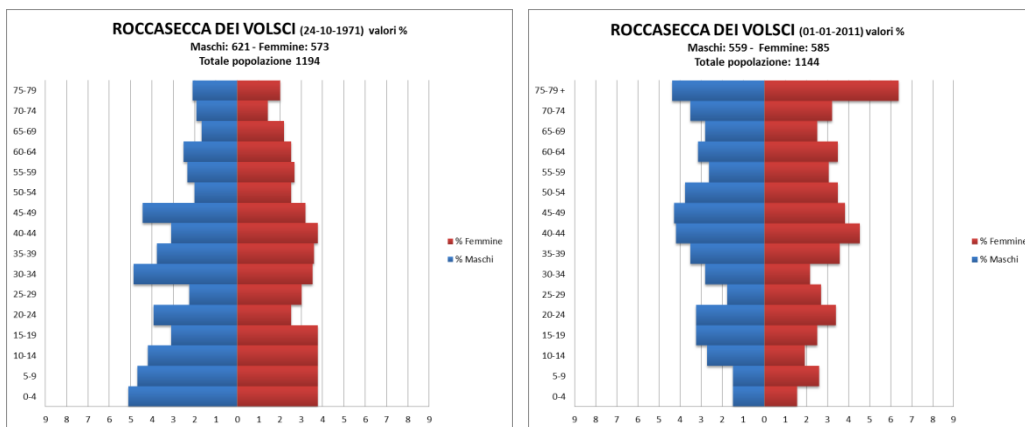 ROCCASECCA DEI VOLSCI (24-10-1971) valori %
Maschi: 621 - Femmine: 573
Totale popolazione 1194
75-79
70-74
65-69
60-64
55-59
50-54
45-49
40-44
35-39
30-34
25-29
20-24
15-19
10-14
5-9
0-4
9 8 7 6 5 4 3 2 1 0 1 2 3 4 5 6 7 8 9
% Femmine
% Maschi
ROCCASECCA DEI VOLSCI (01-01-2011) valori %
Maschi: 559 - Femmine: 585
Totale popolazione: 1144
75-79 +
70-74
65-69
60-64
55-59
50-54
45-49
40-44
35-39
30-34
25-29
20-24
15-19
10-14
5-9
0-4
9 8 7 6 5 4 3 2 1 0 1 2 3 4 5 6 7 8 9
% Femmine
% Maschi